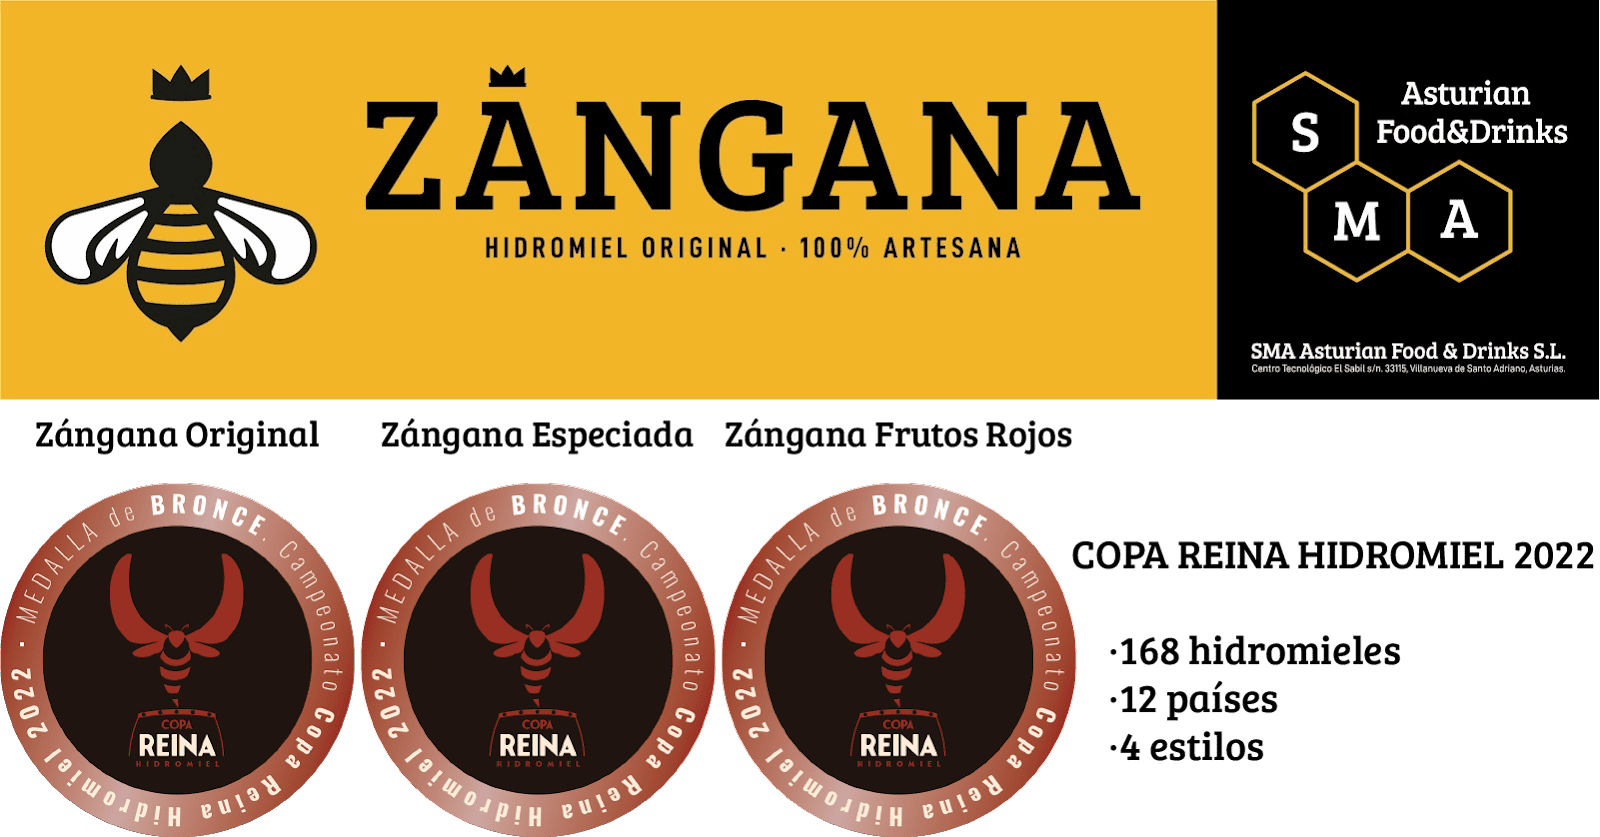 ZÁNGANA
HIDROMIEL ORIGINAL · 100% ARTESANA
S
M
A
Asturian
Food&Drinks
SMA Asturian Food & Drinks S.L.
Centro Tecnológico El Sabil s/n. 33115, Villanueva de Santo Adriano, Asturias.
Zángana Original
Zángana Especiada
Zángana Frutos Rojos
MEDALLA de BRONCE. Campeonato Copa Reina Hidromiel 2022 ·
COPA
REINA
HIDROMIEL
MEDALLA de BRONCE. Campeonato Copa Reina Hidromiel 2022 ·
COPA
REINA
HIDROMIEL
MEDALLA de BRONCE. Campeonato Copa Reina Hidromiel 2022 ·
COPA
REINA
HIDROMIEL
COPA REINA HIDROMIEL 2022
·168 hidromieles
·12 países
·4 estilos